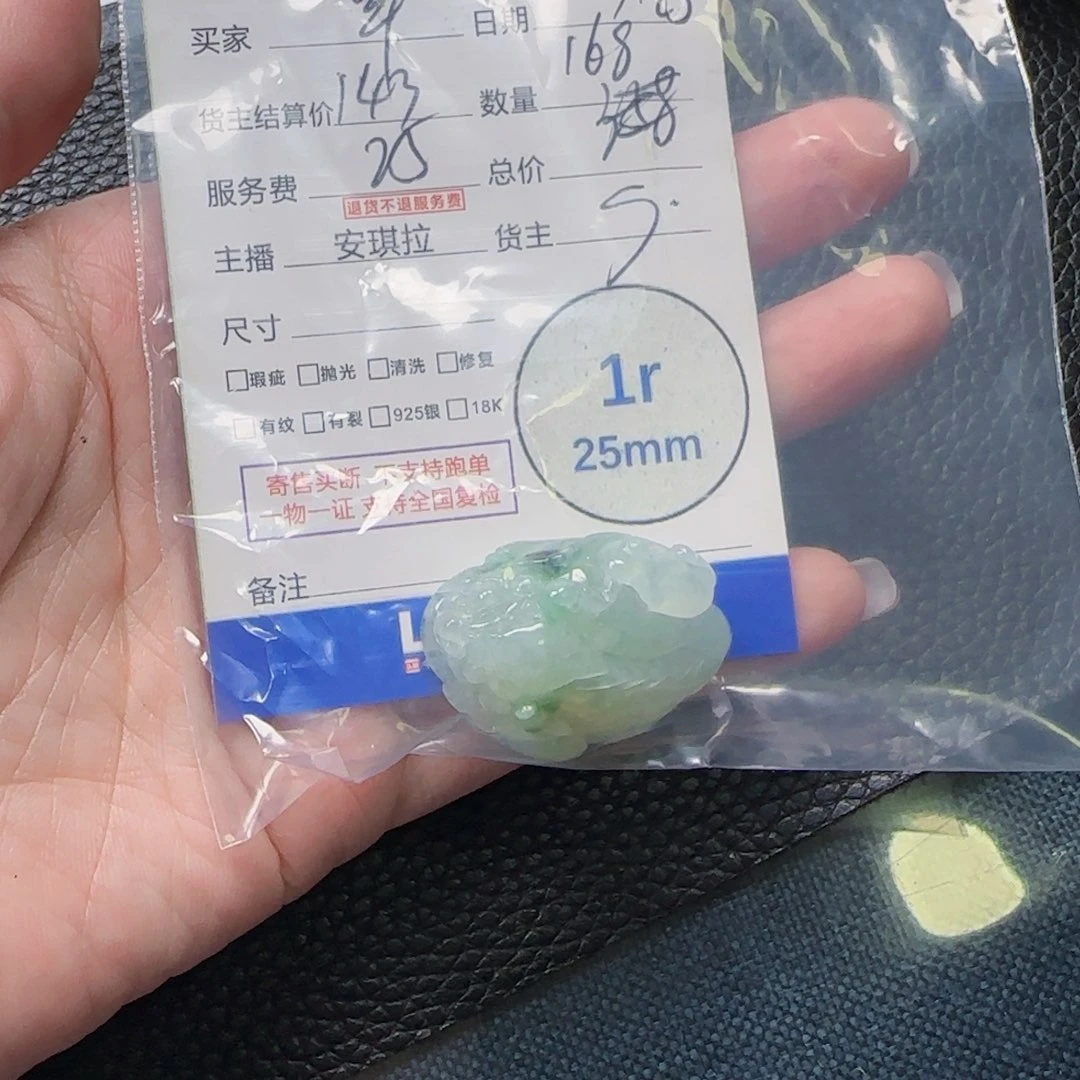 买家 日期
168
货主结算价 143 数量
服务费 25 总价
退货不退服务费
主播 安琪拉 货主 S.
尺寸
□瑕疵 □抛光 □清洗 □修复
□有纹 □有裂 □925银 □18K
1r
25mm
寄售买断 不支持跑单
一物一证 支持全国复检
备注